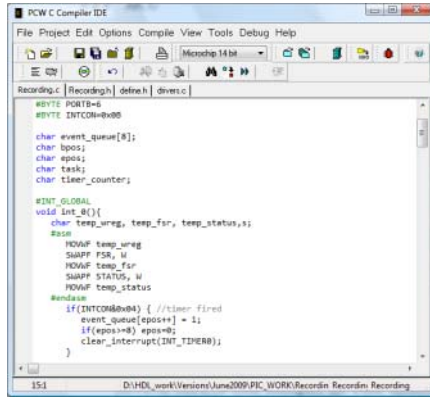 PCW C Compiler IDE
File Project Edit Options Compile View Tools Debug Help
Microchip 14 bit
Recording.c Recording.h define.h drivers.c
#BYTE PORTB=6
#BYTE INTCON=0x0B
char event_queue[8];
char bpos;
char epos;
char task;
char timer_counter;
#INT_GLOBAL
void int_0(){
char temp_wreg, temp_fsr, temp_status,s;
#asm
MOVWF temp_wreg
SWAPF FSR, W
MOVWF temp_fsr
SWAPF STATUS, W
MOVWF temp_status
#endasm
if(INTCON&0x04) { //timer fired
event_queue[epos++] = 1;
if(epos>=8) epos=0;
clear_interrupt(INT_TIMER0);
}
15:1 D:\HDL_work\Versions\June2009\PIC_WORK\Recordin Recordin Recording